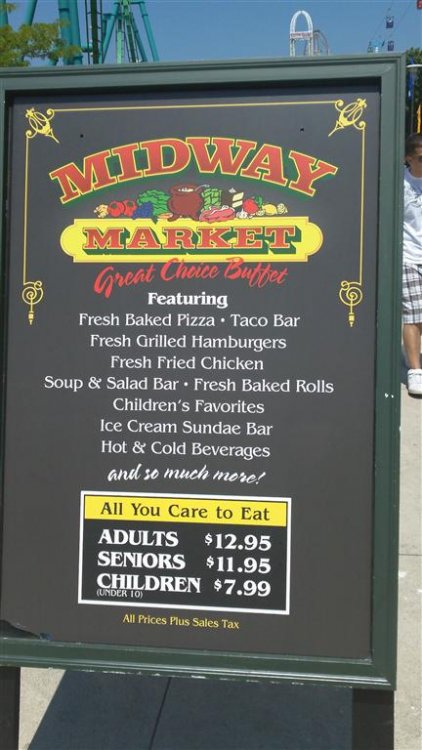 MIDWAY
MARKET
Great Choice Buffet
Featuring
Fresh Baked Pizza • Taco Bar
Fresh Grilled Hamburgers
Fresh Fried Chicken
Soup & Salad Bar • Fresh Baked Rolls
Children's Favorites
Ice Cream Sundae Bar
Hot & Cold Beverages
and so much more!
All You Care to Eat
ADULTS $12.95
SENIORS $11.95
CHILDREN $7.99
(UNDER 10)
All Prices Plus Sales Tax